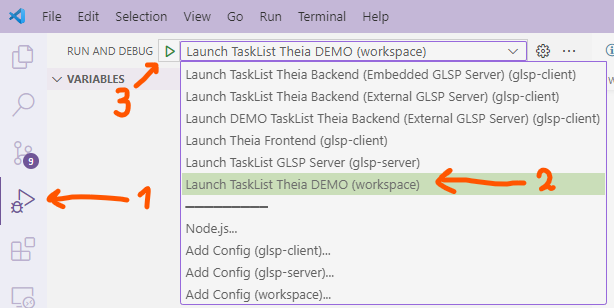 File Edit Selection View Go Run Terminal Help
RUN AND DEBUG Launch TaskList Theia DEMO (workspace)
3
VARIABLES
Launch TaskList Theia Backend (Embedded GLSP Server) (glsp-client)
Launch TaskList Theia Backend (External GLSP Server) (glsp-client)
Launch DEMO TaskList Theia Backend (External GLSP Server) (glsp-client)
Launch Theia Frontend (glsp-client)
9
Launch TaskList GLSP Server (glsp-server)
1
Launch TaskList Theia DEMO (workspace)
2
Node.js...
Add Config (glsp-client)...
Add Config (glsp-server)...
Add Config (workspace)...